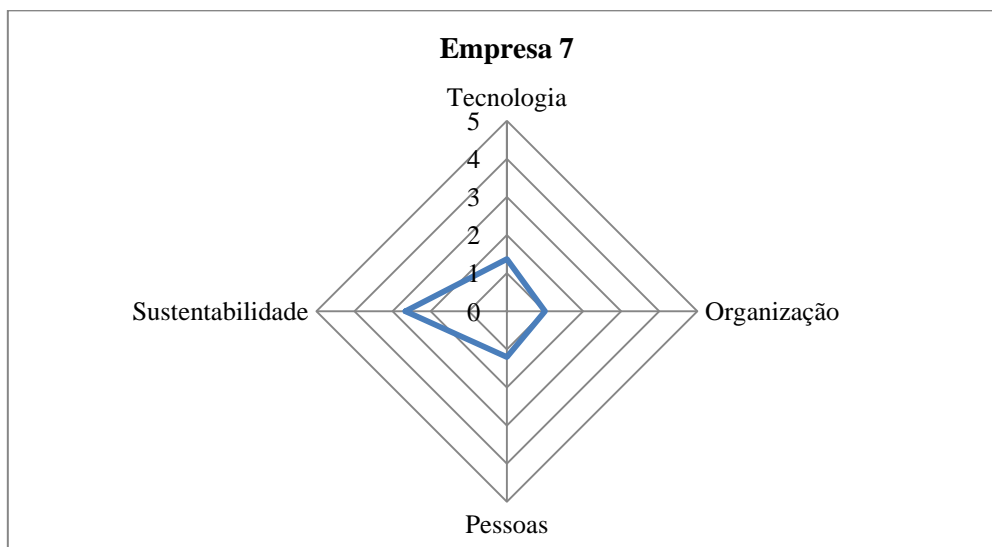 Empresa 7
Tecnologia
5
4
3
2
1
0
Sustentabilidade
Organização
Pessoas